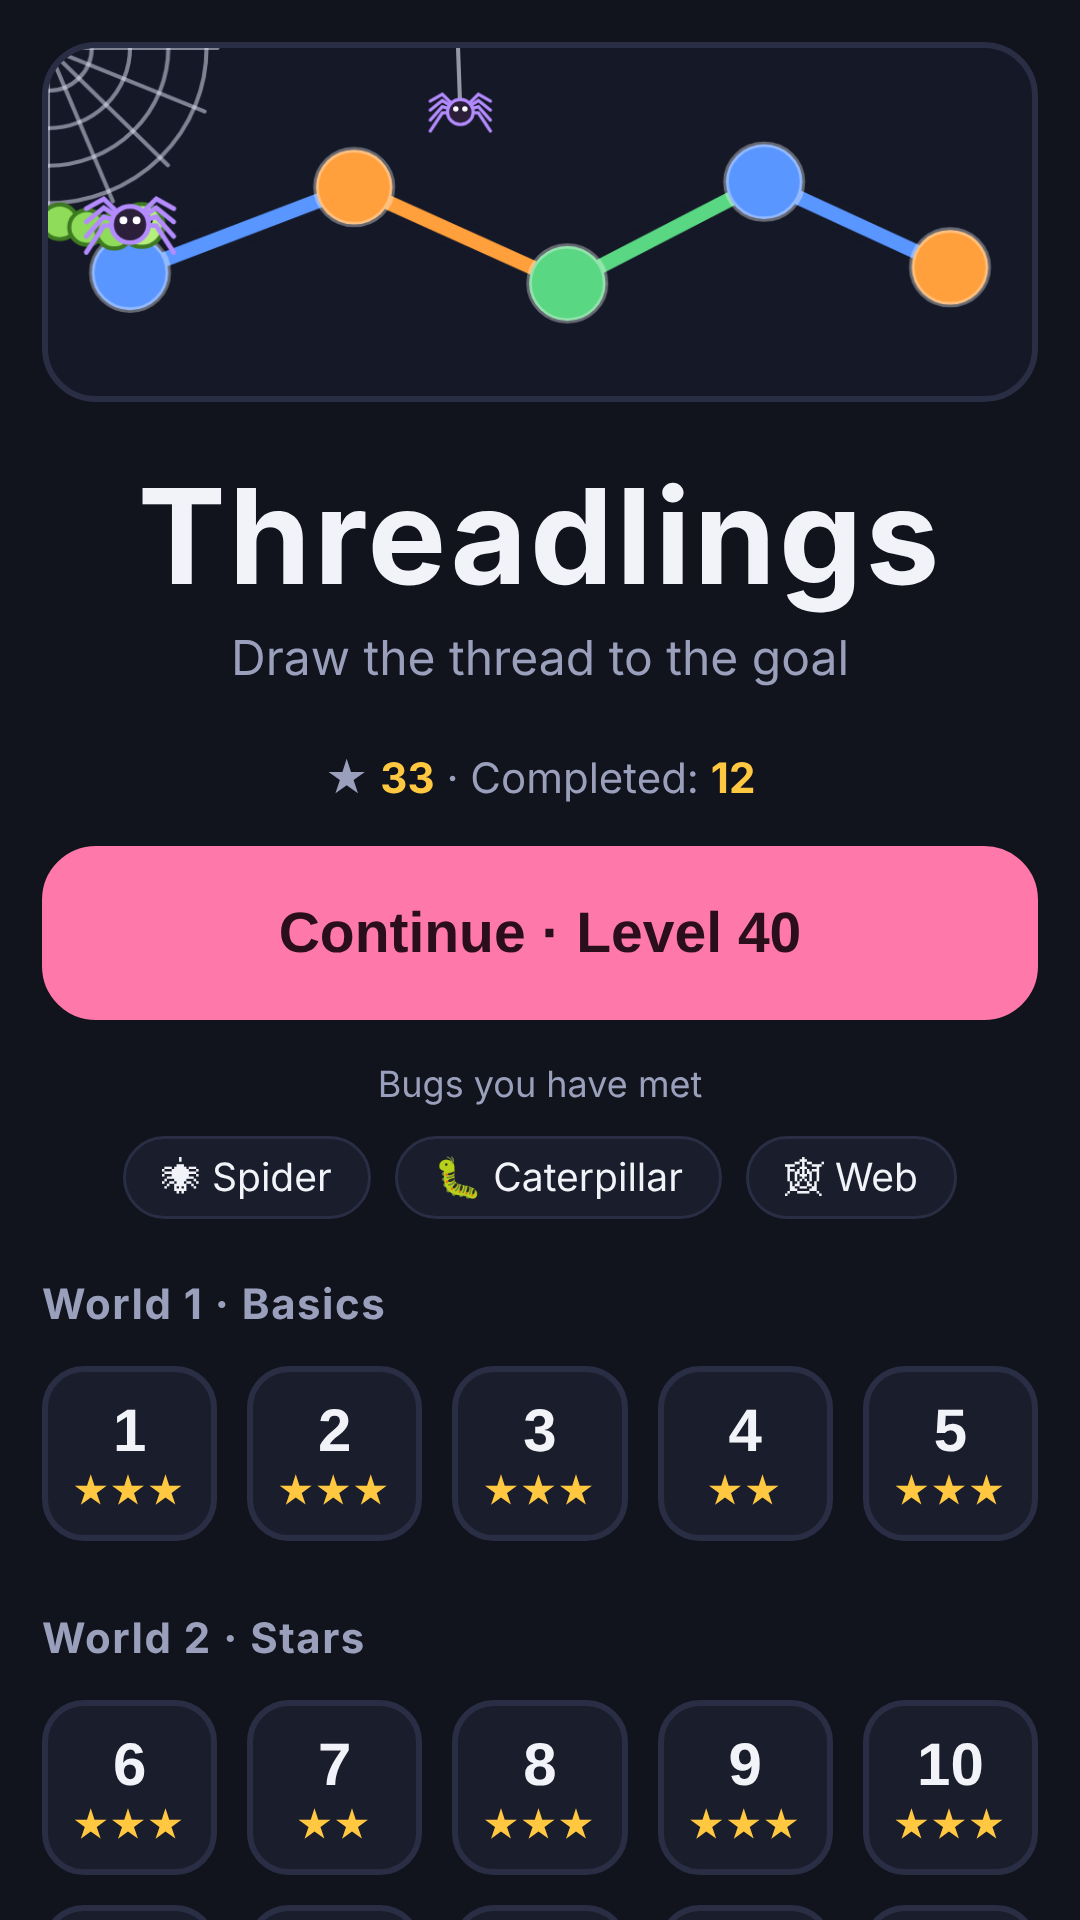 Threadlings
Draw the thread to the goal
★ 33 · Completed: 12
Continue · Level 40
Bugs you have met
🕷 Spider 🐛 Caterpillar 🕸 Web
World 1 · Basics
1 2 3 4 5
★★★ ★★★ ★★★ ★★ ★★★
World 2 · Stars
6 7 8 9 10
★★★ ★★ ★★★ ★★★ ★★★